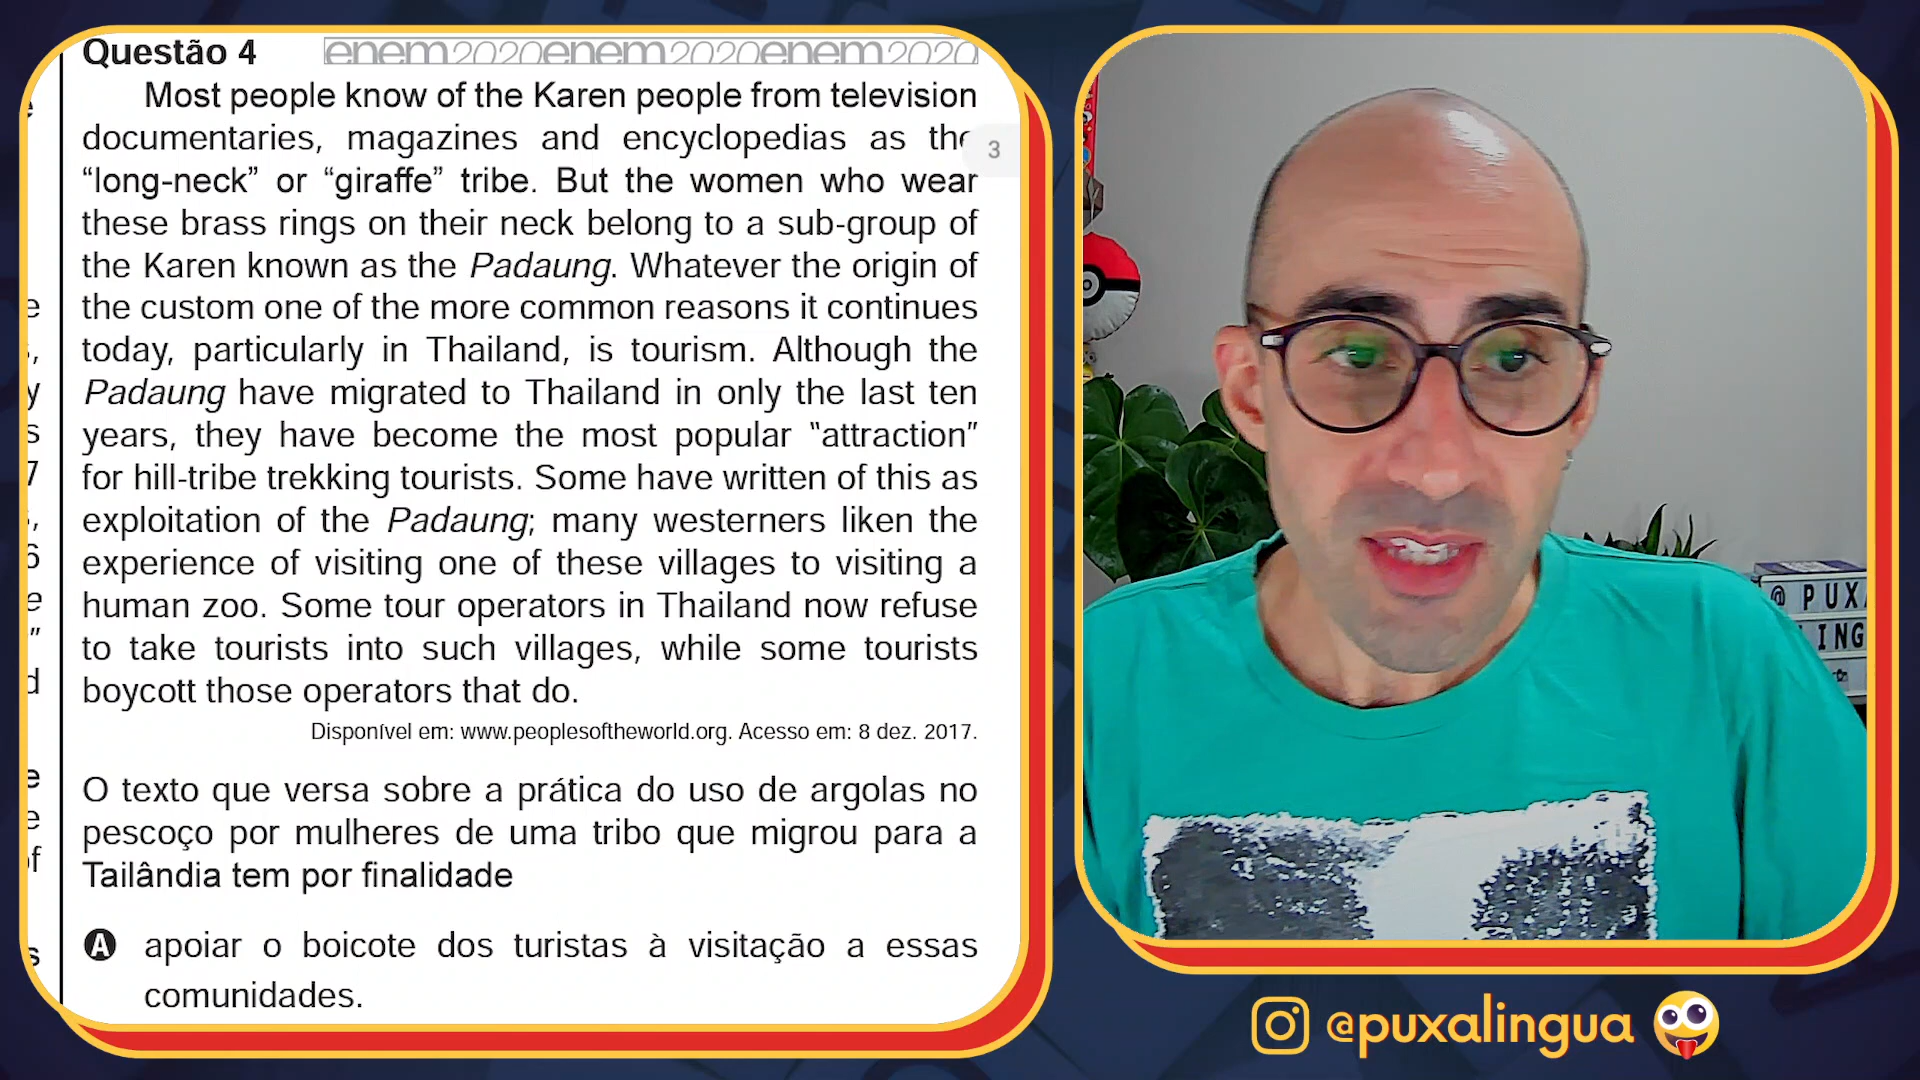 Questão 4
enem2020enem2020enem2020
Most people know of the Karen people from television
documentaries, magazines and encyclopedias as the
“long-neck” or “giraffe” tribe. But the women who wear
these brass rings on their neck belong to a sub-group of
the Karen known as the Padaung. Whatever the origin of
the custom one of the more common reasons it continues
today, particularly in Thailand, is tourism. Although the
Padaung have migrated to Thailand in only the last ten
years, they have become the most popular “attraction”
for hill-tribe trekking tourists. Some have written of this as
exploitation of the Padaung; many westerners liken the
experience of visiting one of these villages to visiting a
human zoo. Some tour operators in Thailand now refuse
to take tourists into such villages, while some tourists
boycott those operators that do.
Disponível em: www.peoplesoftheworld.org. Acesso em: 8 dez. 2017.
O texto que versa sobre a prática do uso de argolas no
pescoço por mulheres de uma tribo que migrou para a
Tailândia tem por finalidade
A apoiar o boicote dos turistas à visitação a essas
comunidades.
3
@ PUXA
LING
@puxalingua